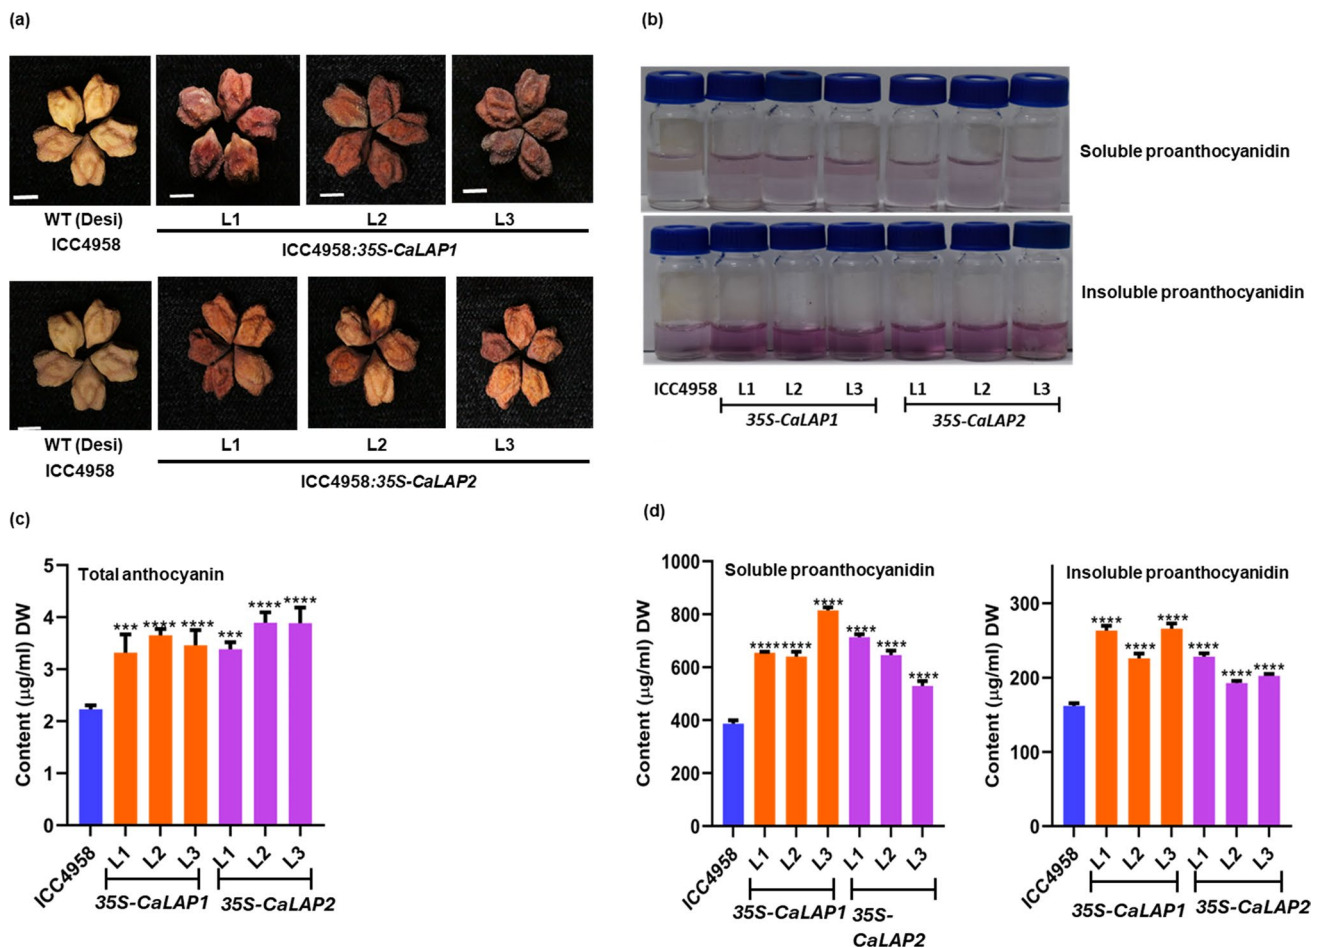 (a)
WT (Desi)
ICC4958
L1
L2
L3
ICC4958:35S-CaLAP1
WT (Desi)
ICC4958
L1
L2
L3
ICC4958:35S-CaLAP2
(b)
Soluble proanthocyanidin
Insoluble proanthocyanidin
ICC4958 L1 L2 L3 L1 L2 L3
35S-CaLAP1 35S-CaLAP2
(c)
Total anthocyanin
Content (μg/ml) DW
5
4
3
2
1
0
*** **** **** *** **** ****
ICC4958 L1 L2 L3 L1 L2 L3
35S-CaLAP1 35S-CaLAP2
(d)
Soluble proanthocyanidin
Content (μg/ml) DW
1000
800
600
400
200
0
**** **** **** **** **** ****
ICC4958 L1 L2 L3 L1 L2 L3
35S-CaLAP1 35S-
CaLAP2
Insoluble proanthocyanidin
Content (μg/ml) DW
300
200
100
0
**** **** **** **** **** ****
ICC4958 L1 L2 L3 L1 L2 L3
35S-CaLAP1 35S-CaLAP2